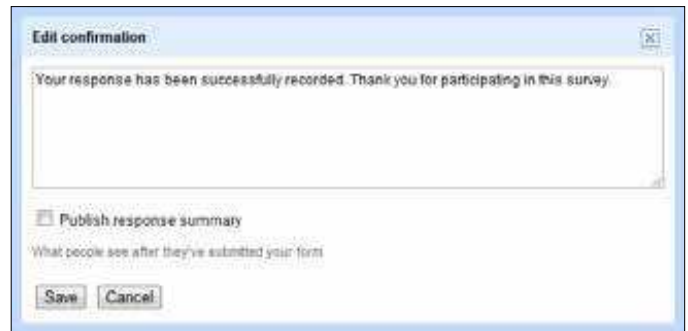 Edit confirmation
Your response has been successfully recorded. Thank you for participating in this survey.
Publish response summary
What people see after they've submitted your form
Save Cancel